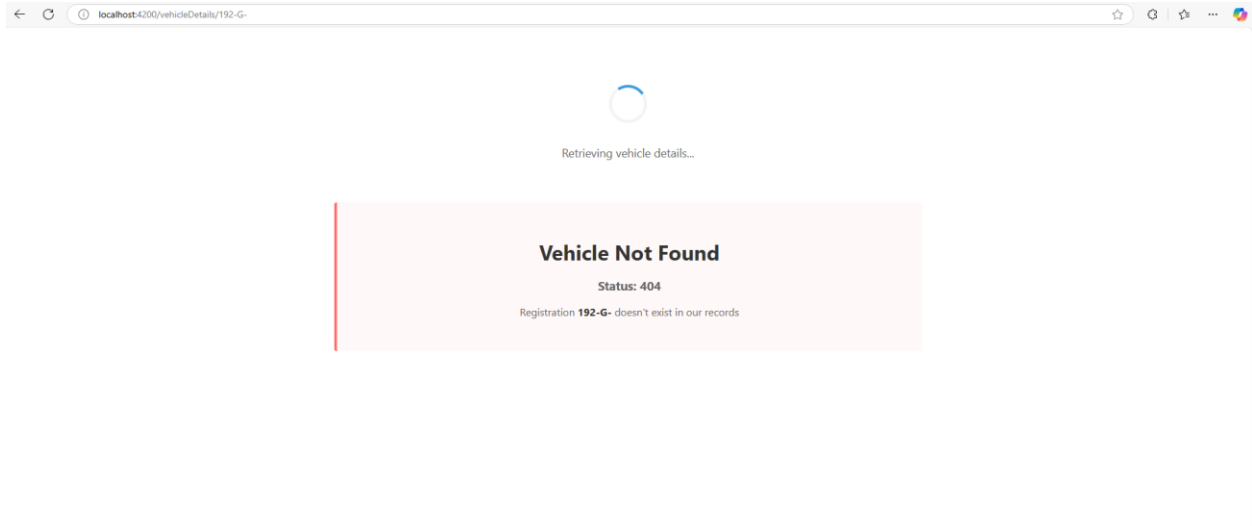 localhost:4200/vehicleDetails/192-G-
Retrieving vehicle details...
Vehicle Not Found
Status: 404
Registration 192-G- doesn't exist in our records